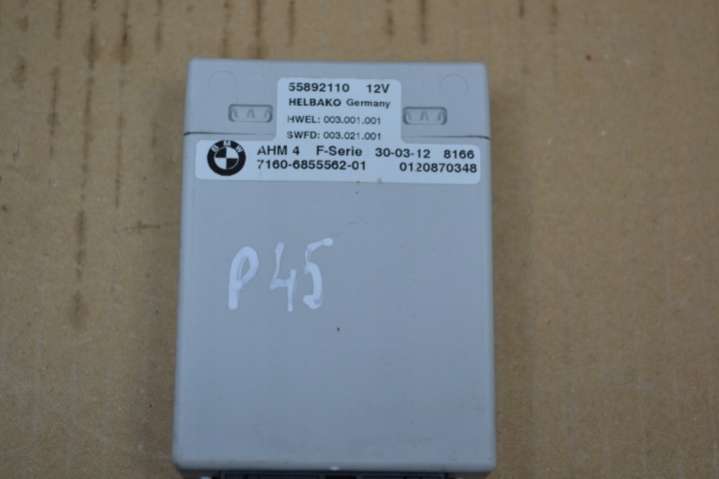 55892110 12V
HELBAKO Germany
HWEL: 003.001.001
SWFD: 003.021.001
BMW AHM 4 F-Serie 30-03-12 8166
7160-6855562-01 0120870348
P45